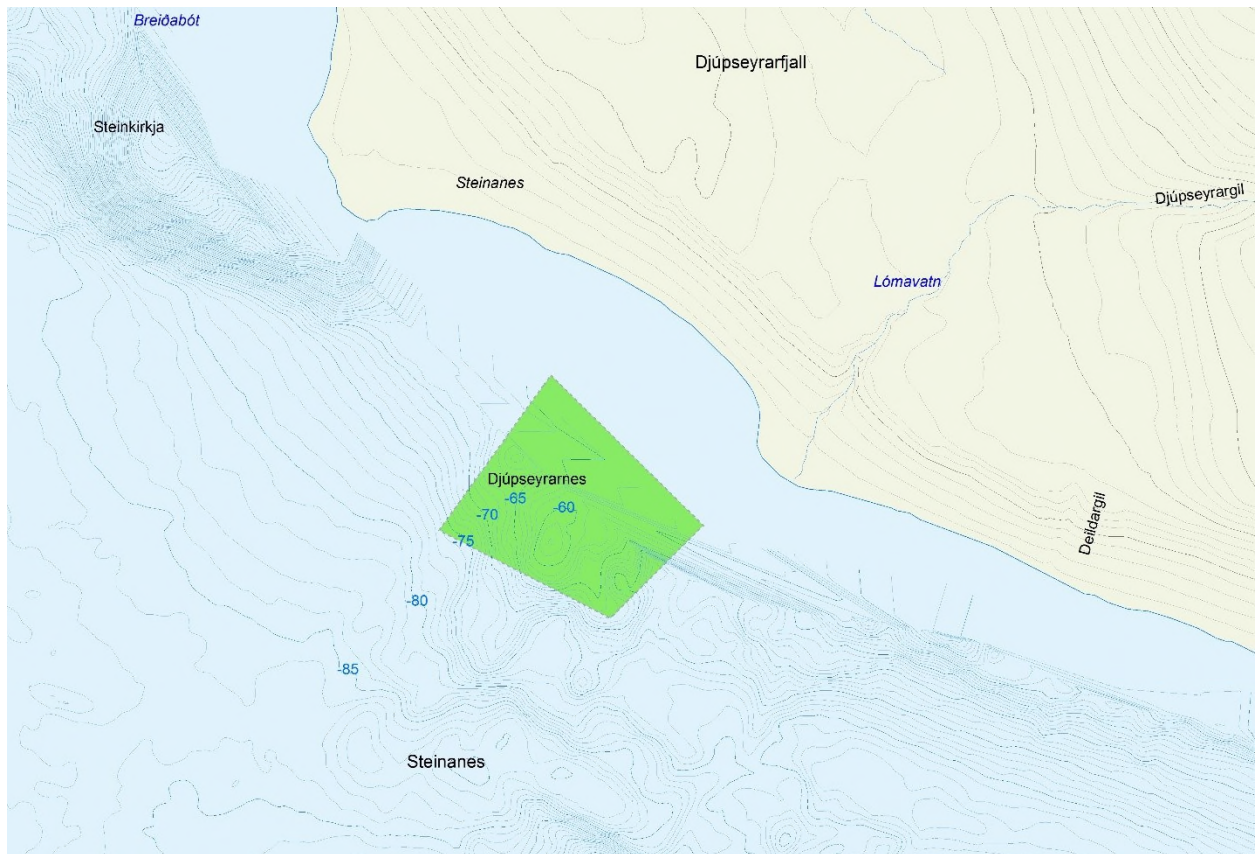 Breiðabót
Djúpseyrarfjall
Steinkirkja
Steinanes
Djúpseyrargil
Lómavatn
Djúpseyrarnes
-65
-60
-70
Deildargil
-75
-80
-85
Steinanes